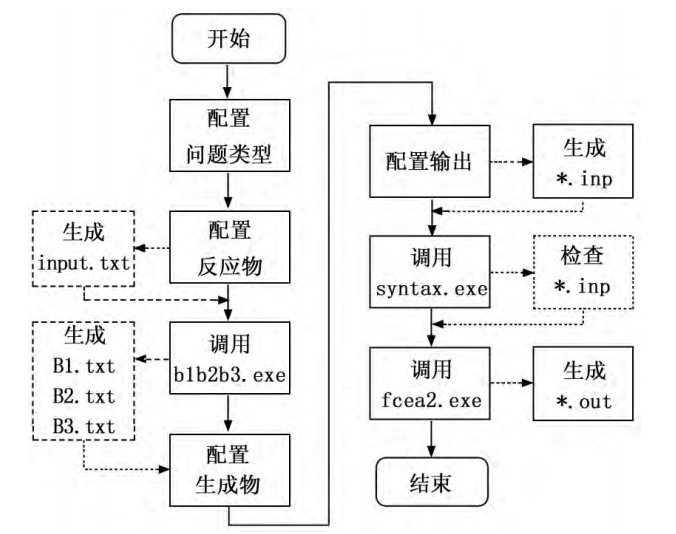 开始
配置
问题类型
配置
反应物
生成
input.txt
调用
b1b2b3.exe
生成
B1.txt
B2.txt
B3.txt
配置
生成物
配置输出
生成
*.inp
调用
syntax.exe
检查
*.inp
调用
fcea2.exe
生成
*.out
结束